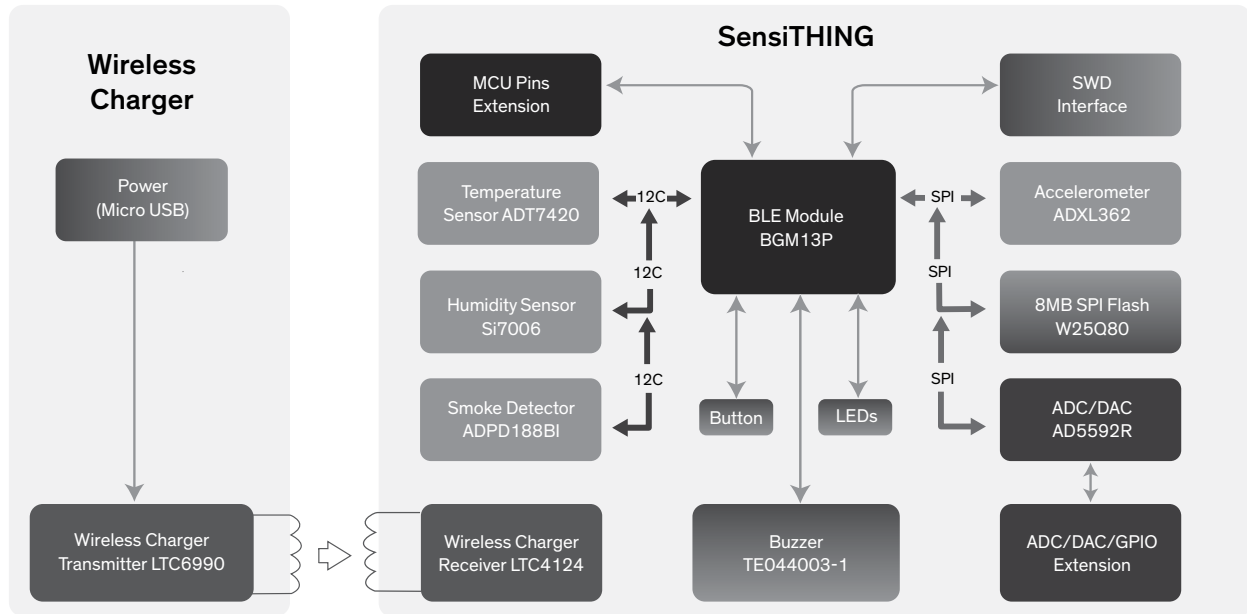 Wireless
Charger
Power
(Micro USB)
Wireless Charger
Transmitter LTC6990
SensiTHING
MCU Pins
Extension
SWD
Interface
Temperature
Sensor ADT7420
12C
BLE Module
BGM13P
SPI
Accelerometer
ADXL362
12C
SPI
Humidity Sensor
Si7006
8MB SPI Flash
W25Q80
12C
SPI
Smoke Detector
ADPD188BI
Button
LEDs
ADC/DAC
AD5592R
Wireless Charger
Receiver LTC4124
Buzzer
TE044003-1
ADC/DAC/GPIO
Extension